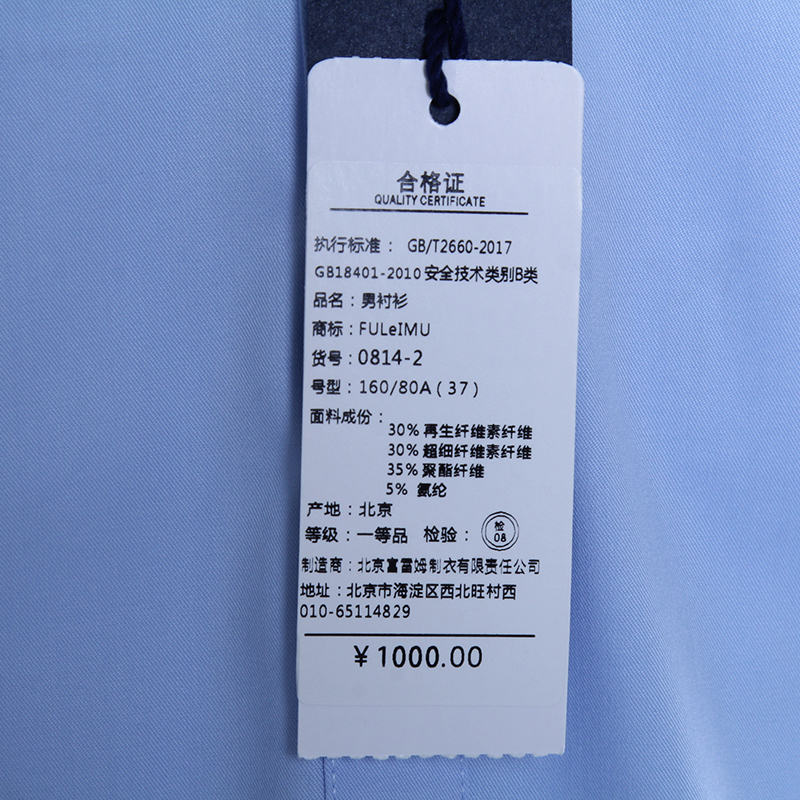 合格证
QUALITY CERTIFICATE
执行标准： GB/T2660-2017
GB18401-2010安全技术类别B类
品名：男衬衫
商标：FULeIMU
货号：0814-2
号型：160/80A(37)
面料成份：
30% 再生纤维素纤维
30% 超细纤维素纤维
35% 聚酯纤维
5% 氨纶
产地：北京
等级：一等品 检验： 检 08
制造商：北京富雷姆制衣有限责任公司
地址：北京市海淀区西北旺村西
010-65114829
¥1000.00